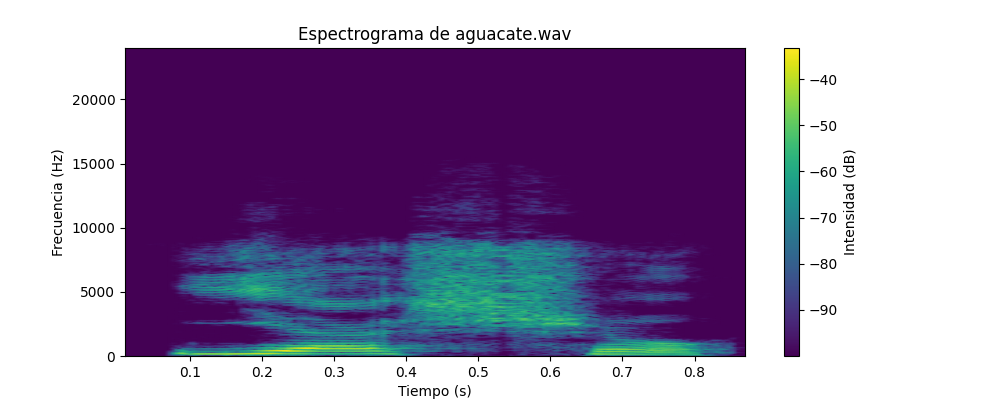 Espectrograma de aguacate.wav
Frecuencia (Hz)
20000
15000
10000
5000
0
0.1 0.2 0.3 0.4 0.5 0.6 0.7 0.8
Tiempo (s)
−40
−50
−60
−70
−80
−90
Intensidad (dB)